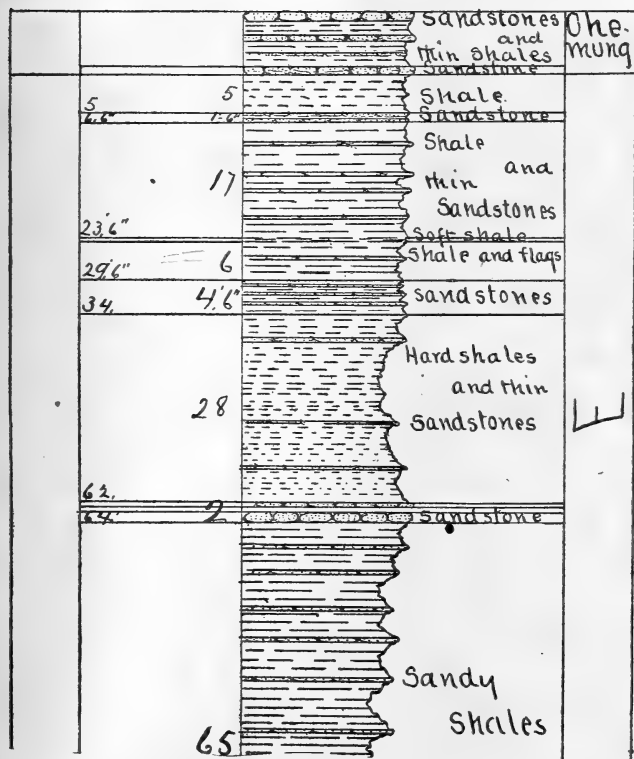 Sandstones
and
thin shales
Sandstone
Che-
mung
5
5
Shale.
6,6"
1'6"
Sandstone
Shale
and
17
thin
Sandstones
23,6"
Soft shale
6
Shale and flags
29,6"
4,6"
Sandstones
34.
Hard shales
and thin
28
Sandstones
E
62.
64.
2
Sandstone
Sandy
Shales
65